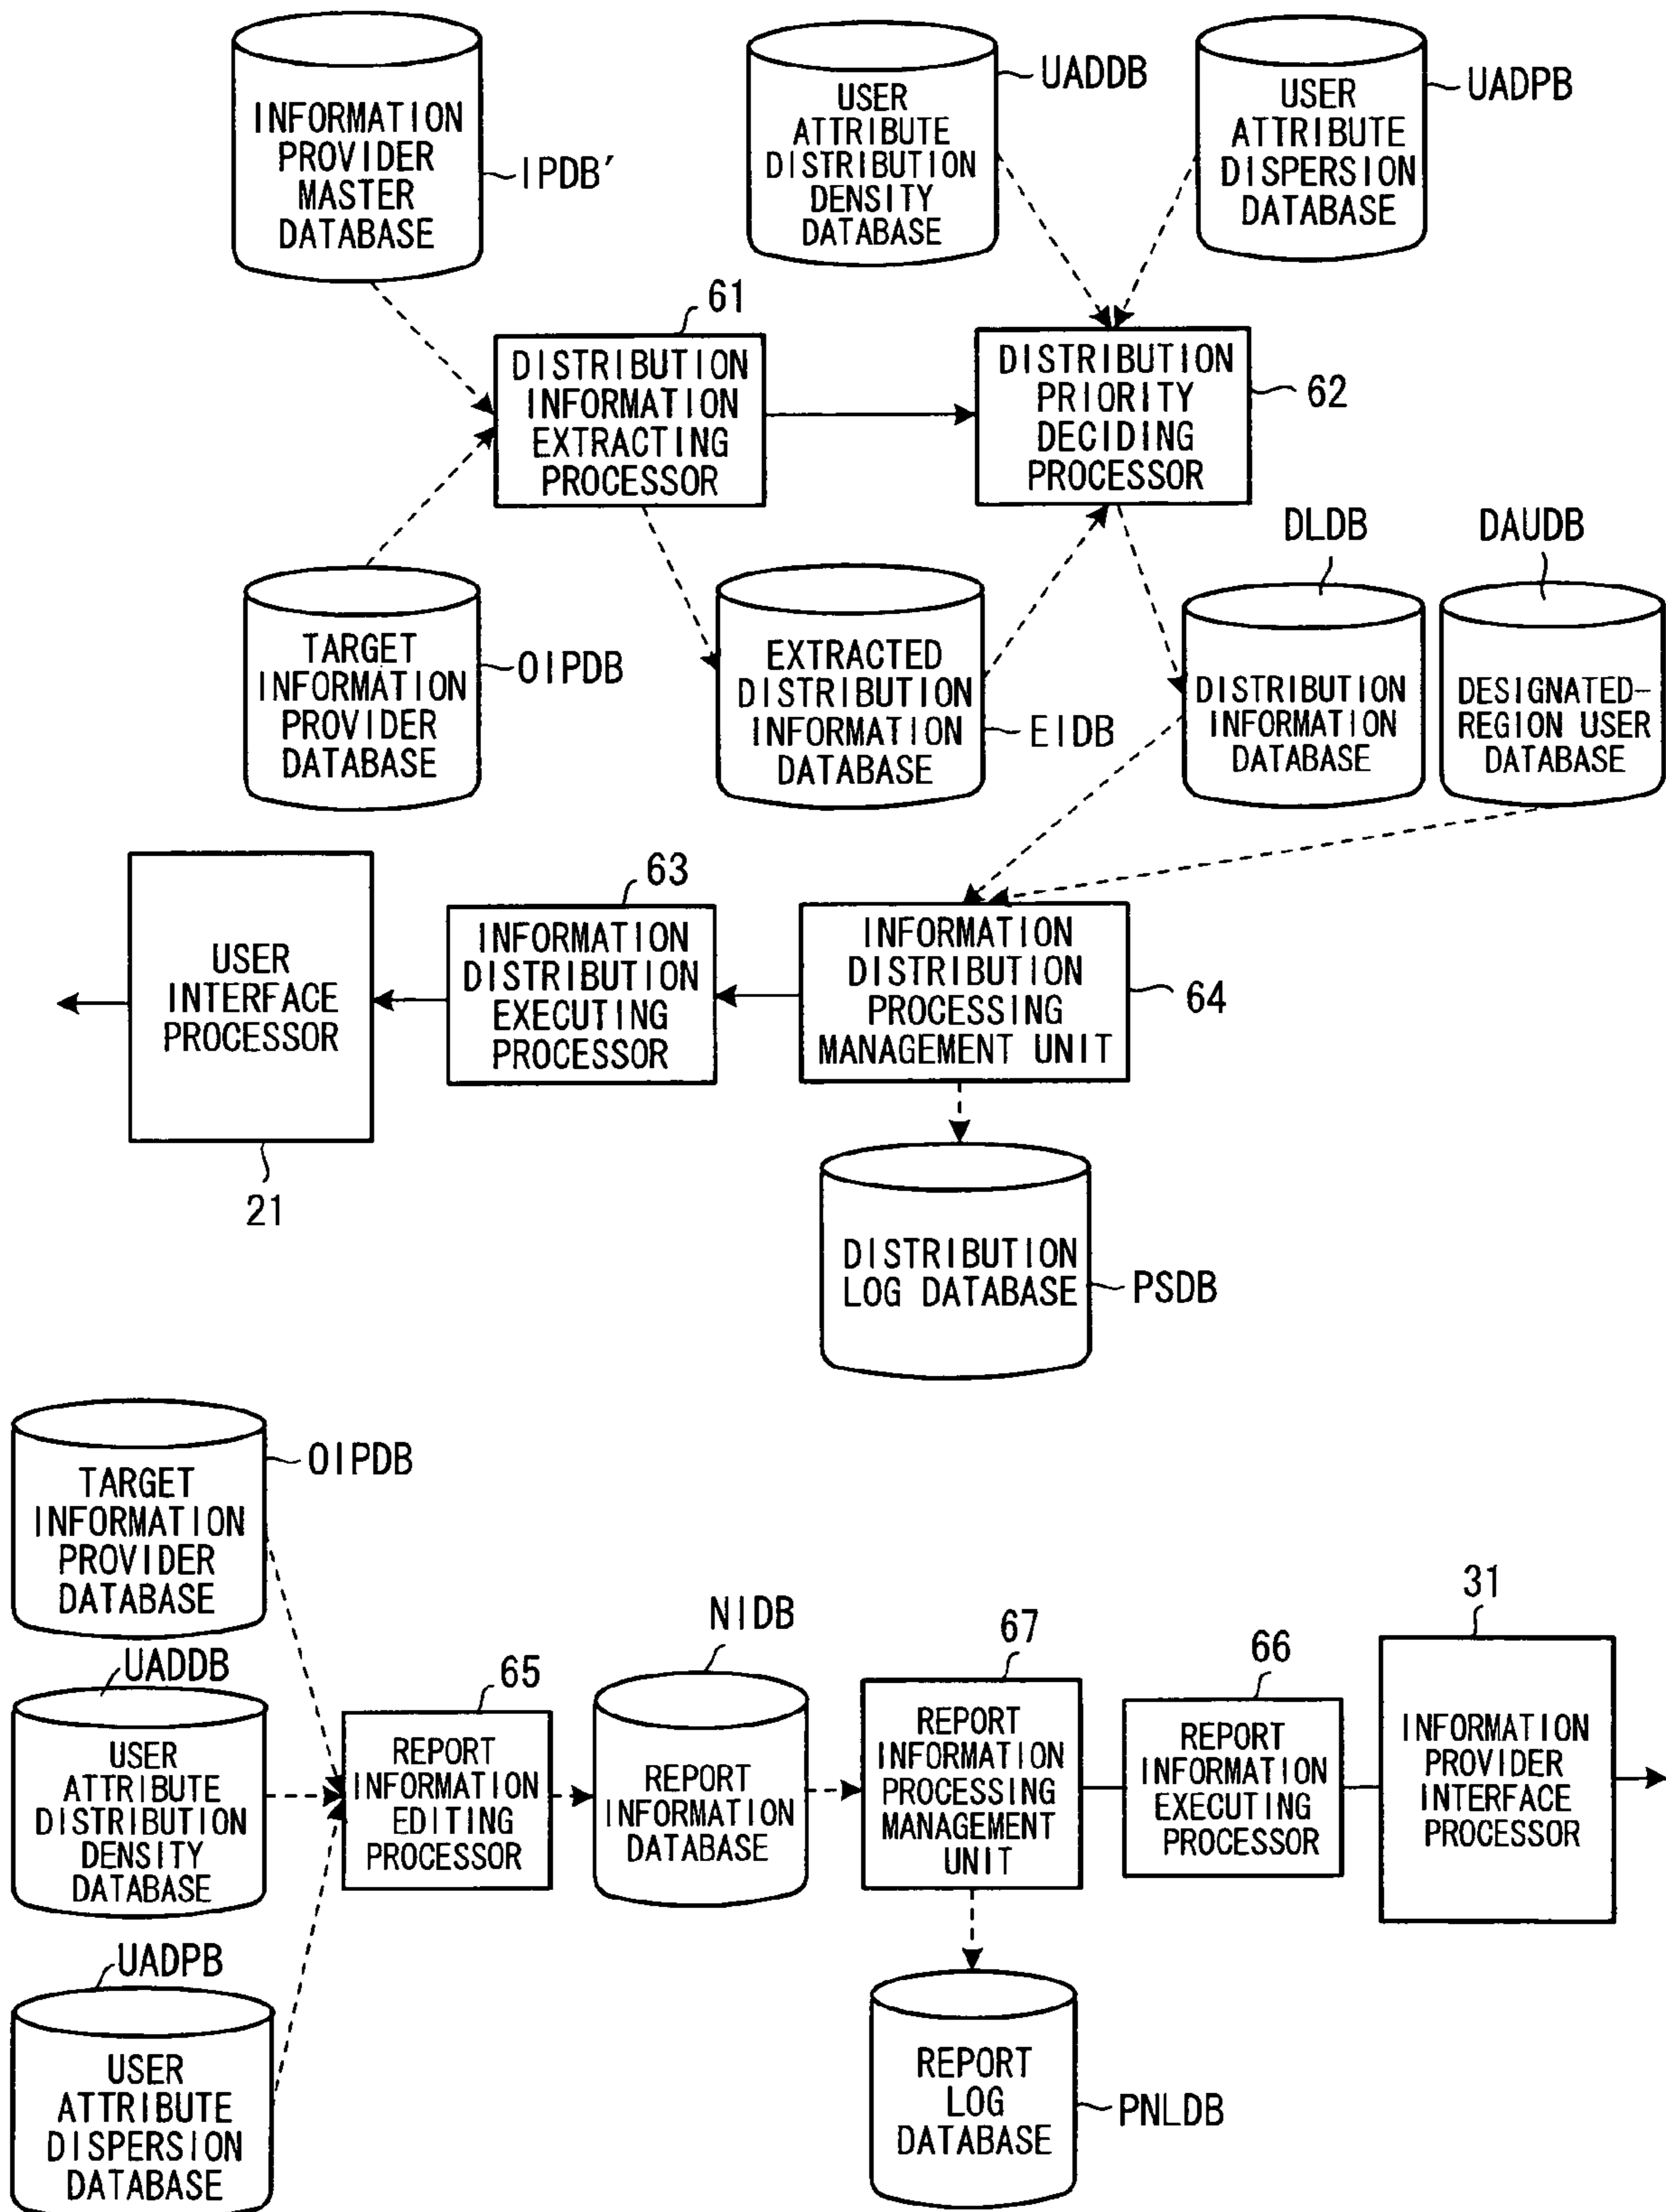 INFORMATION
PROVIDER
MASTER
DATABASE
IPDB'
USER
ATTRIBUTE
DISTRIBUTION
DENSITY
DATABASE
UADDB
USER
ATTRIBUTE
DISPERSION
DATABASE
UADPB
61
DISTRIBUTION
INFORMATION
EXTRACTING
PROCESSOR
DISTRIBUTION
PRIORITY
DECIDING
PROCESSOR
62
TARGET
INFORMATION
PROVIDER
DATABASE
OIPDB
EXTRACTED
DISTRIBUTION
INFORMATION
DATABASE
EIDB
DLDB
DISTRIBUTION
INFORMATION
DATABASE
DAUDB
DESIGNATED-
REGION USER
DATABASE
USER
INTERFACE
PROCESSOR
21
63
INFORMATION
DISTRIBUTION
EXECUTING
PROCESSOR
INFORMATION
DISTRIBUTION
PROCESSING
MANAGEMENT UNIT
64
DISTRIBUTION
LOG DATABASE
PSDB
TARGET
INFORMATION
PROVIDER
DATABASE
OIPDB
UADDB
USER
ATTRIBUTE
DISTRIBUTION
DENSITY
DATABASE
UADPB
USER
ATTRIBUTE
DISPERSION
DATABASE
65
REPORT
INFORMATION
EDITING
PROCESSOR
NIDB
REPORT
INFORMATION
DATABASE
67
REPORT
INFORMATION
PROCESSING
MANAGEMENT
UNIT
66
REPORT
INFORMATION
EXECUTING
PROCESSOR
31
INFORMATION
PROVIDER
INTERFACE
PROCESSOR
REPORT
LOG
DATABASE
PNLDB